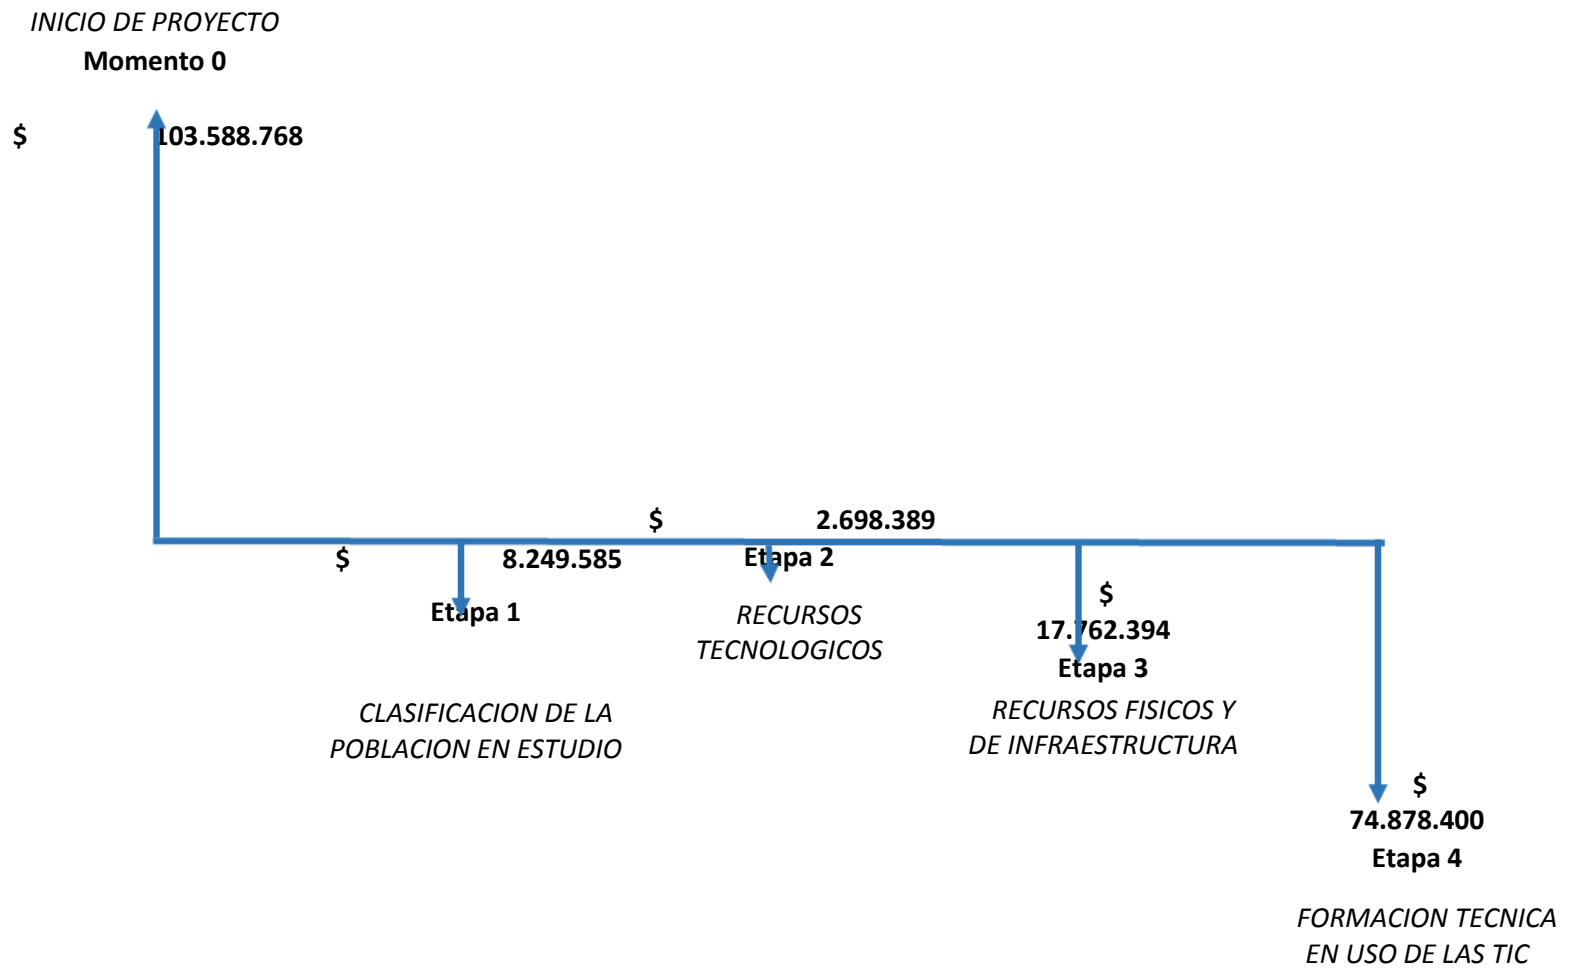 INICIO DE PROYECTO
Momento 0
$ 103.588.768
$ 2.698.389
$ 8.249.585
Etapa 2
Etapa 1
RECURSOS
TECNOLOGICOS
$
17.762.394
Etapa 3
CLASIFICACION DE LA
POBLACION EN ESTUDIO
RECURSOS FISICOS Y
DE INFRAESTRUCTURA
$
74.878.400
Etapa 4
FORMACION TECNICA
EN USO DE LAS TIC